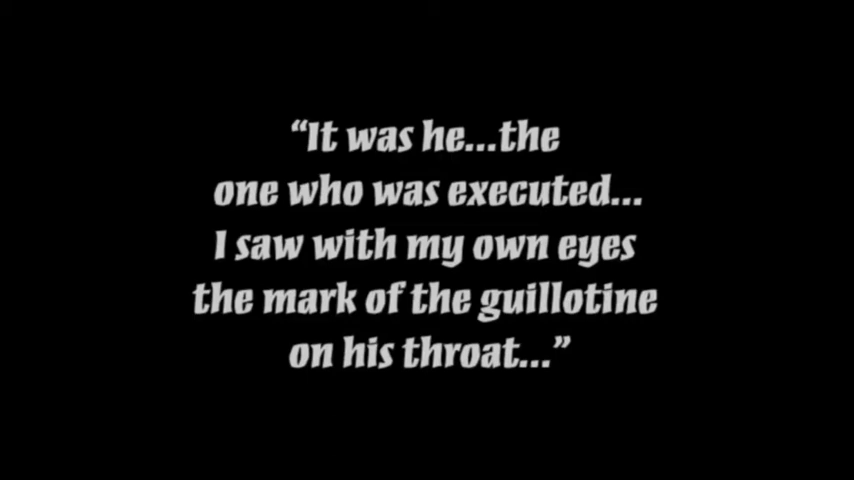 “It was he...the
one who was executed...
I saw with my own eyes
the mark of the guillotine
on his throat...”